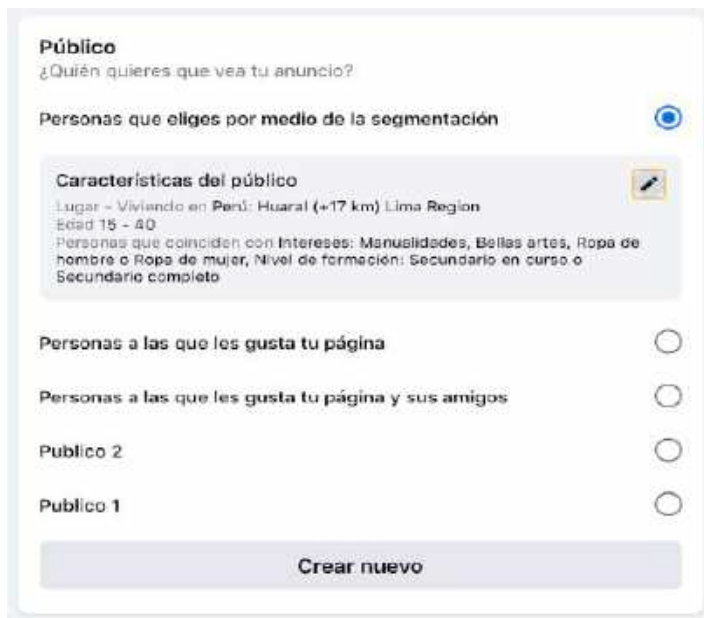 Público
¿Quién quieres que vea tu anuncio?
Personas que eliges por medio de la segmentación
Características del público
Lugar - Viviendo en Perú: Huaral (+17 km) Lima Region
Edad 15 - 40
Personas que coinciden con Intereses: Manualidades, Bellas artes, Ropa de
hombre o Ropa de mujer, Nivel de formación: Secundario en curso o
Secundario completo
Personas a las que les gusta tu página
Personas a las que les gusta tu página y sus amigos
Publico 2
Publico 1
Crear nuevo